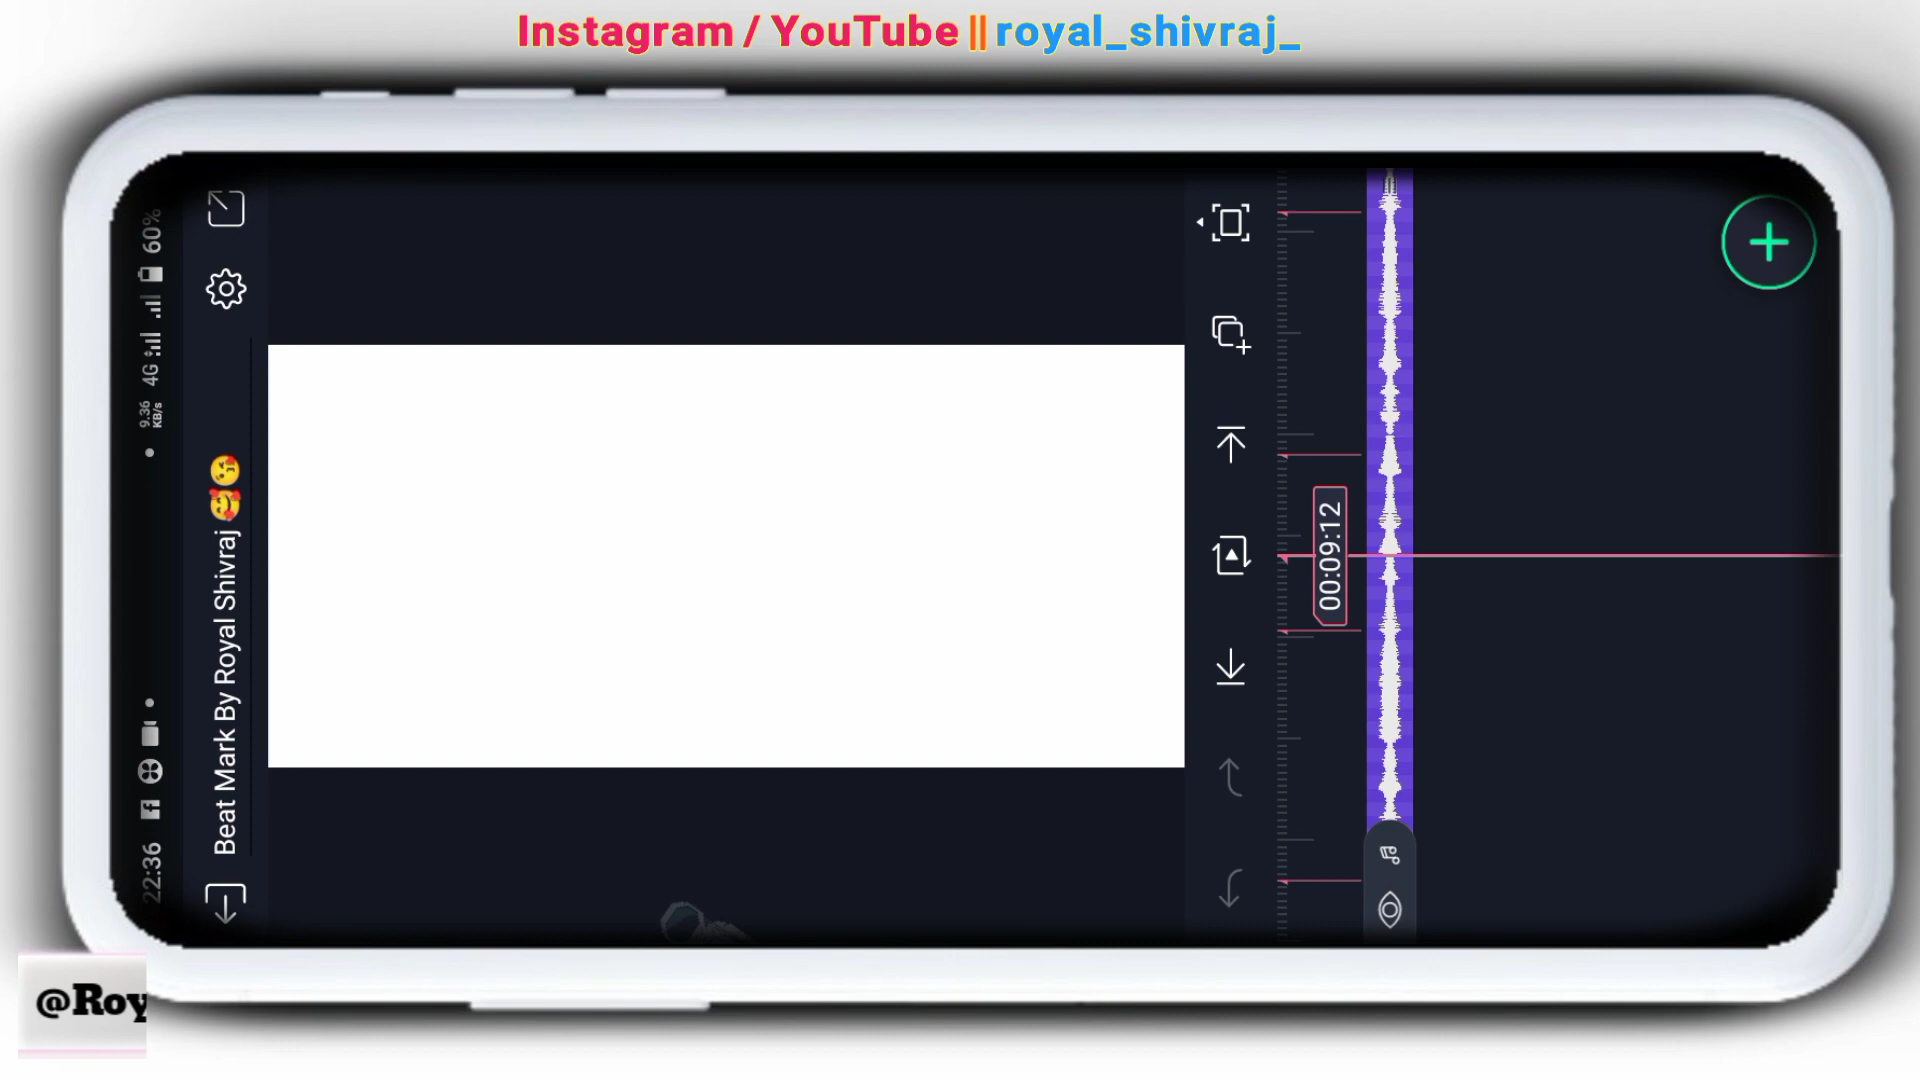 Instagram / YouTube || royal_shivraj_
22:36
9.36 KB/s
4G
60%
Beat Mark By Royal Shivraj 🥰😘
00:09:12
@Roy